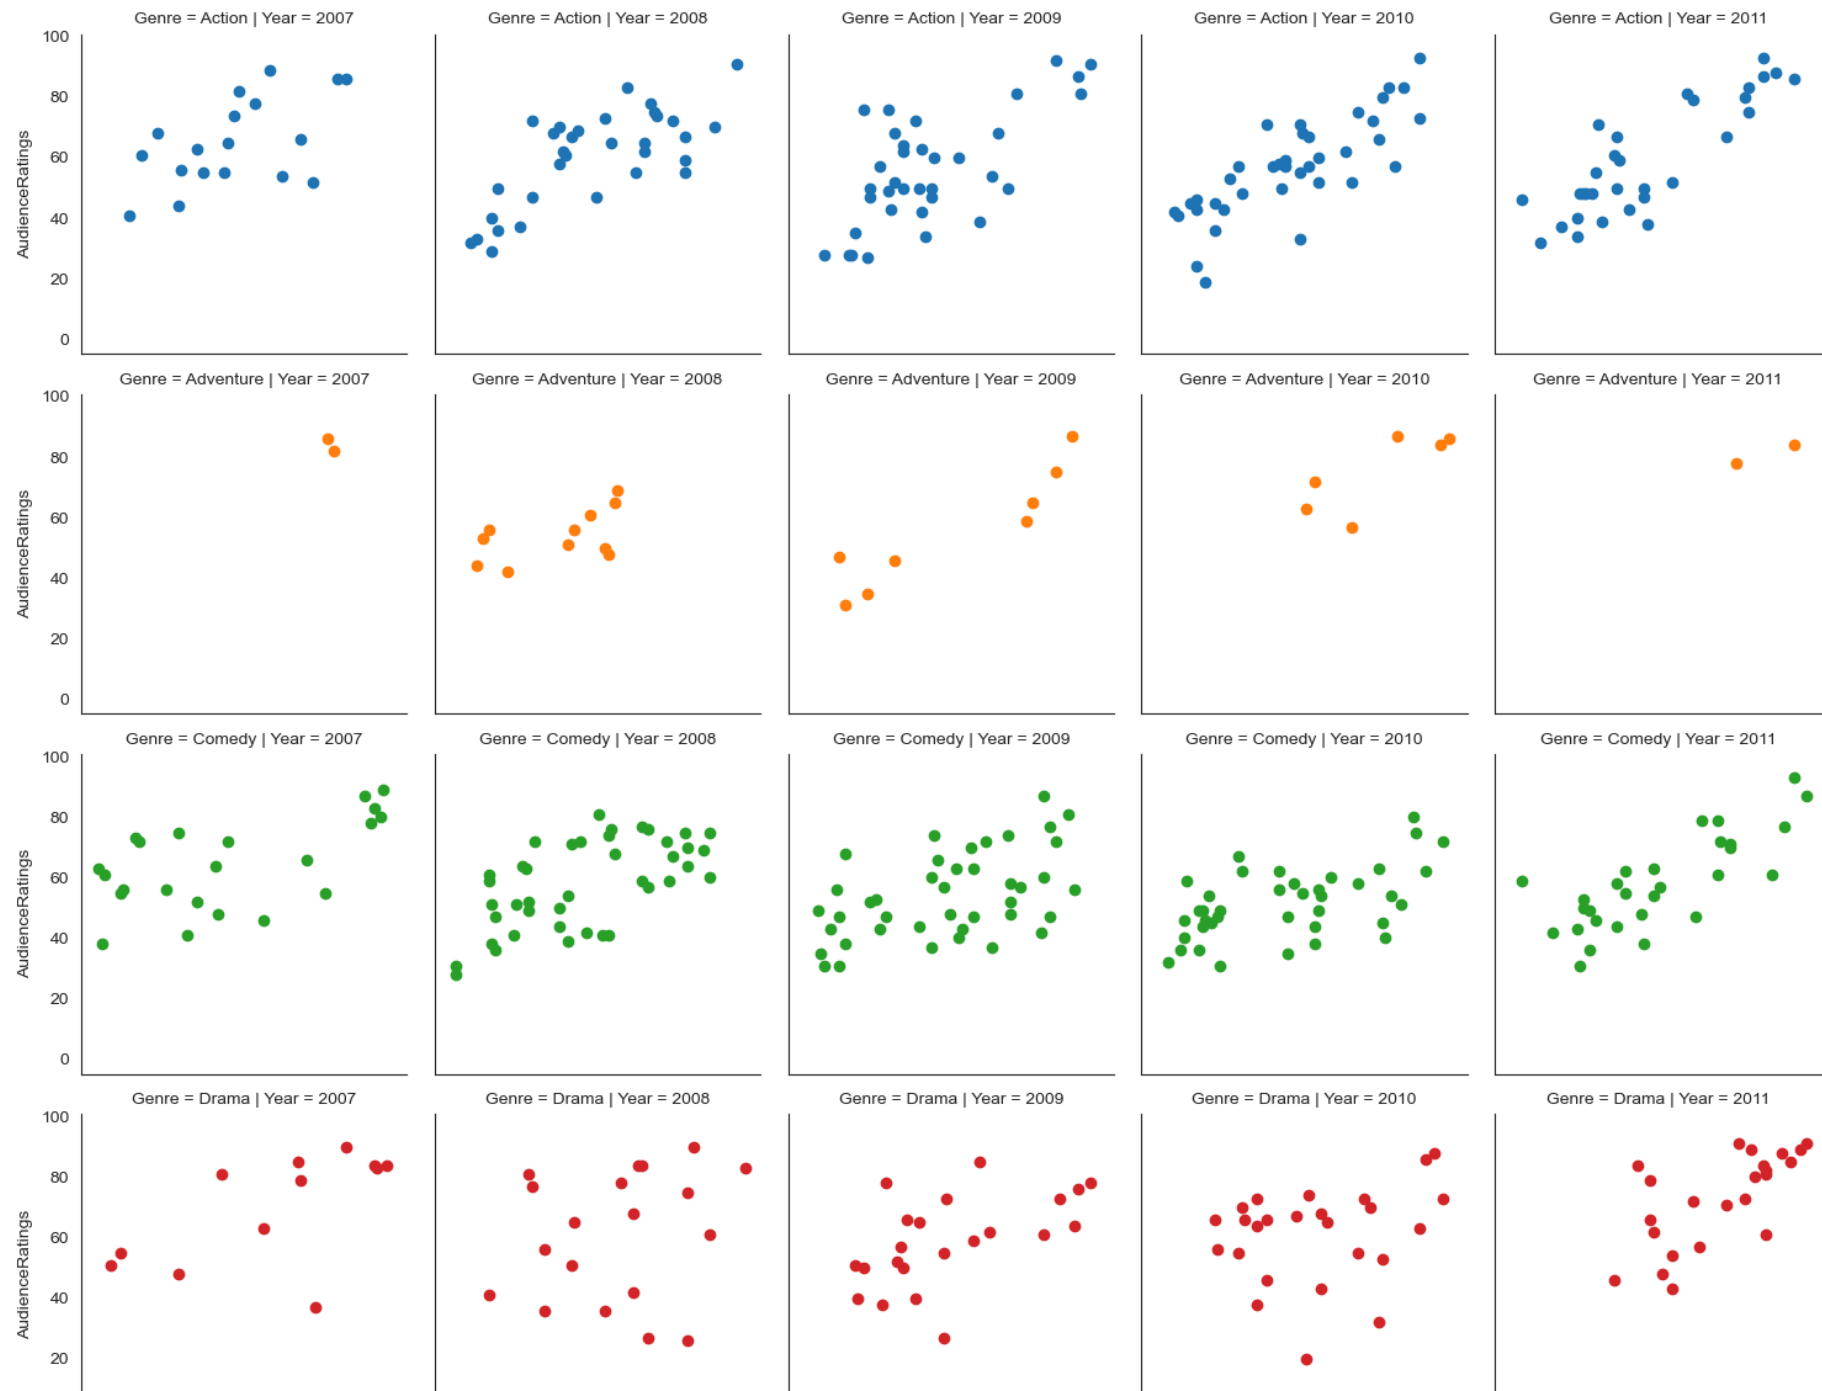 Genre = Action | Year = 2007
Genre = Action | Year = 2008
Genre = Action | Year = 2009
Genre = Action | Year = 2010
Genre = Action | Year = 2011
100
80
60
40
20
0
AudienceRatings
Genre = Adventure | Year = 2007
Genre = Adventure | Year = 2008
Genre = Adventure | Year = 2009
Genre = Adventure | Year = 2010
Genre = Adventure | Year = 2011
100
80
60
40
20
0
AudienceRatings
Genre = Comedy | Year = 2007
Genre = Comedy | Year = 2008
Genre = Comedy | Year = 2009
Genre = Comedy | Year = 2010
Genre = Comedy | Year = 2011
100
80
60
40
20
0
AudienceRatings
Genre = Drama | Year = 2007
Genre = Drama | Year = 2008
Genre = Drama | Year = 2009
Genre = Drama | Year = 2010
Genre = Drama | Year = 2011
100
80
60
40
20
AudienceRatings